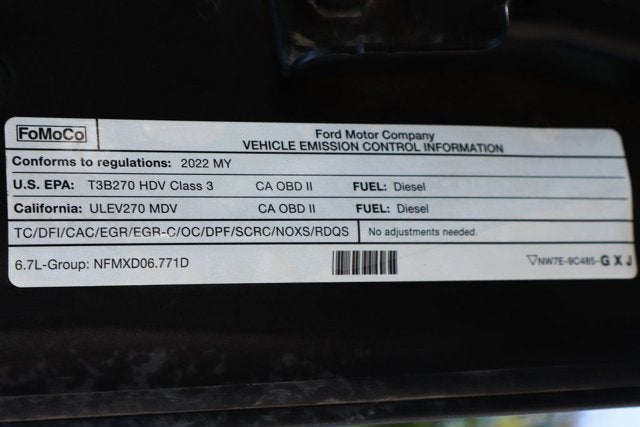 FoMoCo
Ford Motor Company
VEHICLE EMISSION CONTROL INFORMATION
Conforms to regulations: 2022 MY
U.S. EPA: T3B270 HDV Class 3 CA OBD II FUEL: Diesel
California: ULEV270 MDV CA OBD II FUEL: Diesel
TC/DFI/CAC/EGR/EGR-C/OC/DPF/SCRC/NOXS/RDQS No adjustments needed.
6.7L-Group: NFMXD06.771D ▽NW7E-9C485-GXJ